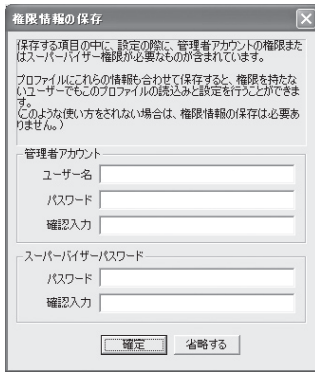 権限情報の保存
保存する項目の中に、設定の際に、管理者アカウントの権限また
はスーパーバイザー権限が必要なものが含まれています。
プロファイルにこれらの情報も合わせて保存すると、権限を持たな
いユーザーでもこのプロファイルの読込みと設定を行うことができま
す。
(このような使い方をされない場合は、権限情報の保存は必要あ
りません。)
管理者アカウント
ユーザー名
パスワード
確認入力
スーパーバイザーパスワード
パスワード
確認入力
確定 省略する